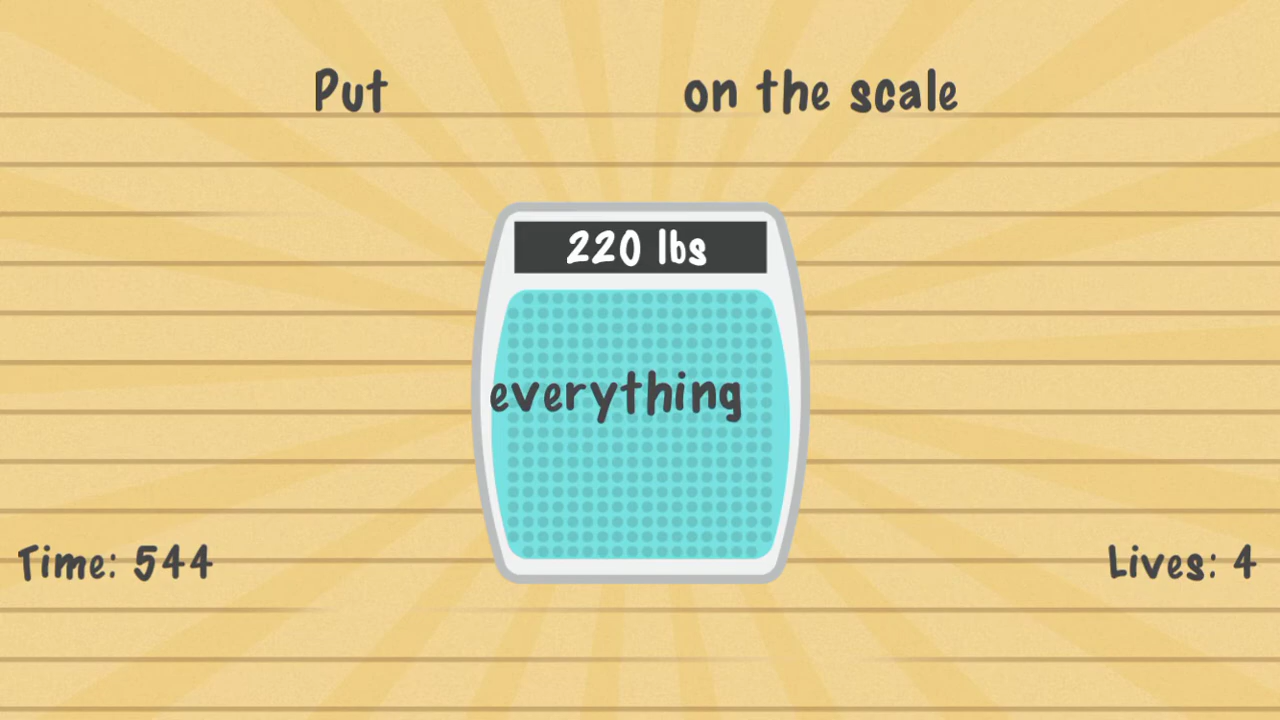 Put on the scale
220 lbs
everything
Time: 544
Lives: 4